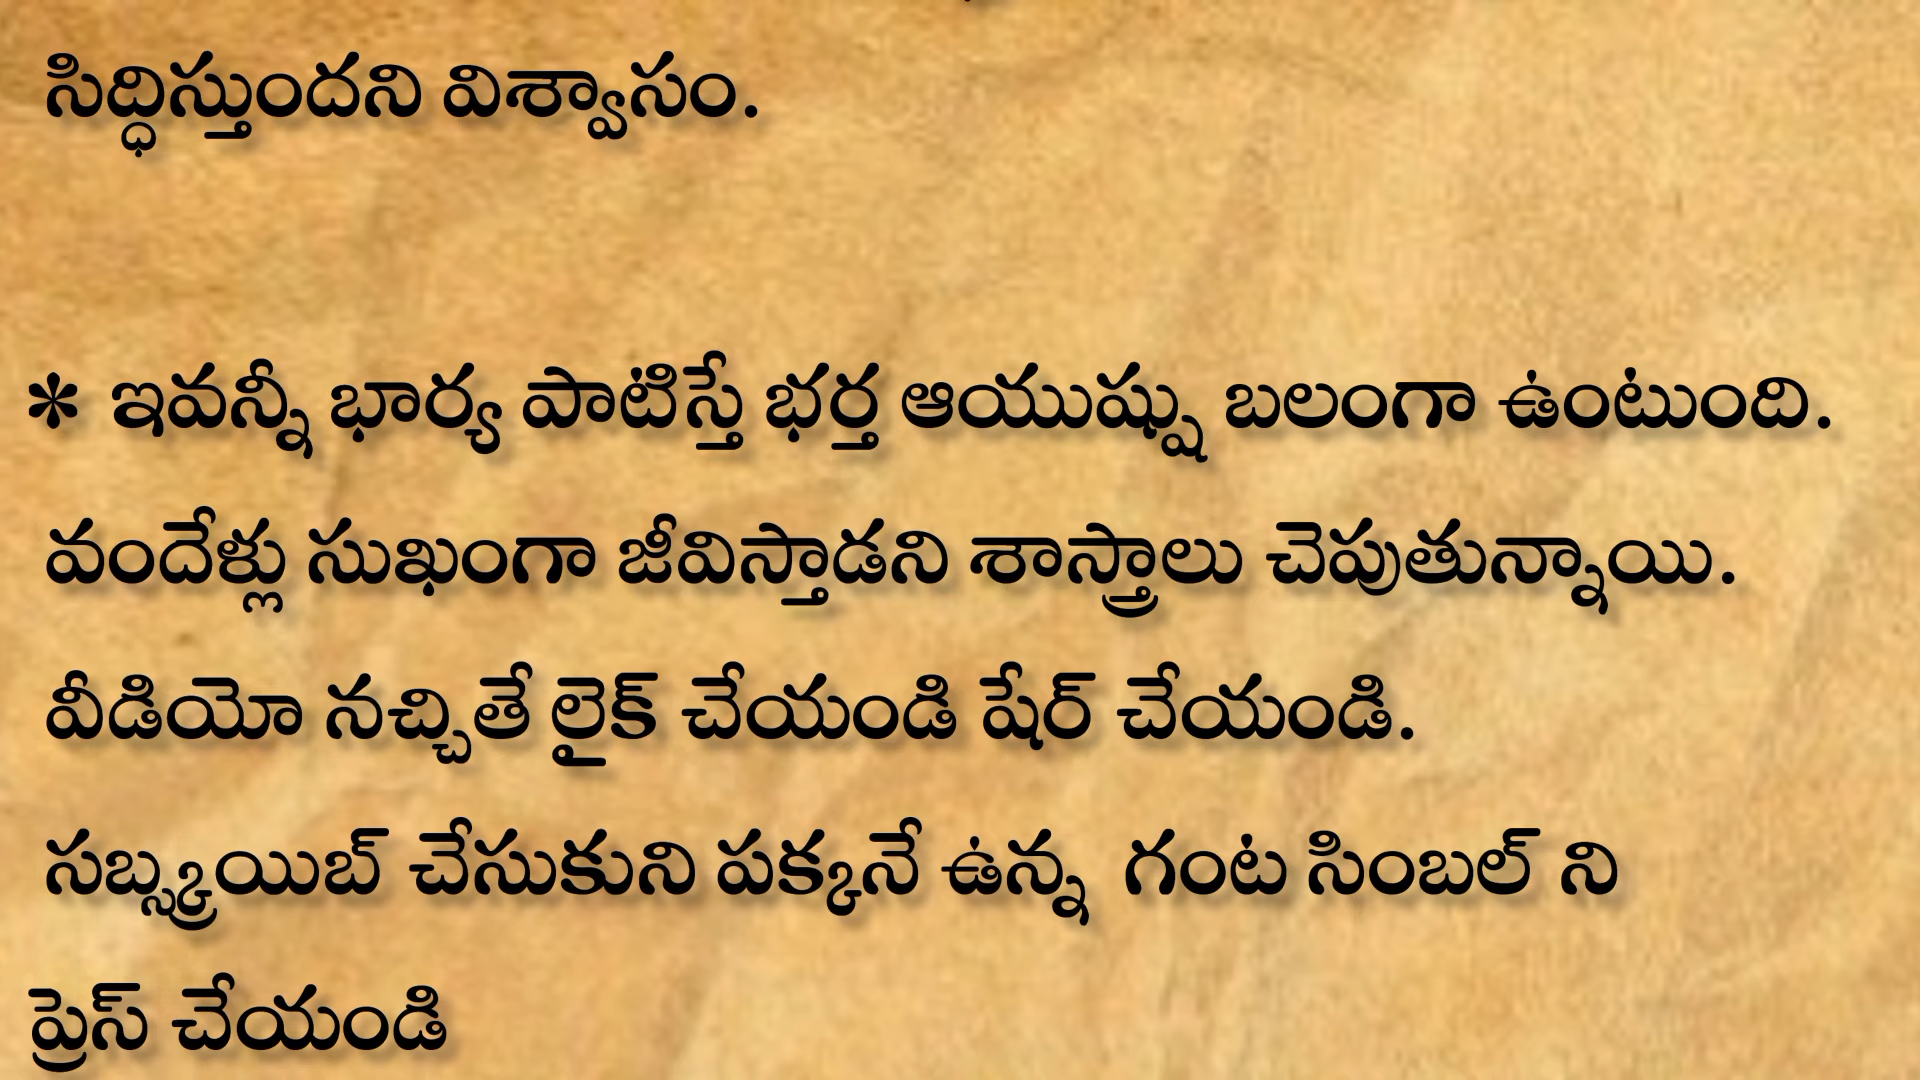 సిద్ధిస్తుందని విశ్వాసం.
* ఇవన్నీ భార్య పాటిస్తే భర్త ఆయుష్షు బలంగా ఉంటుంది.
వందేళ్లు సుఖంగా జీవిస్తాడని శాస్త్రాలు చెపుతున్నాయి.
వీడియో నచ్చితే లైక్ చేయండి షేర్ చేయండి.
సబ్స్క్రయిబ్ చేసుకుని పక్కనే ఉన్న గంట సింబల్ ని
ప్రెస్ చేయండి